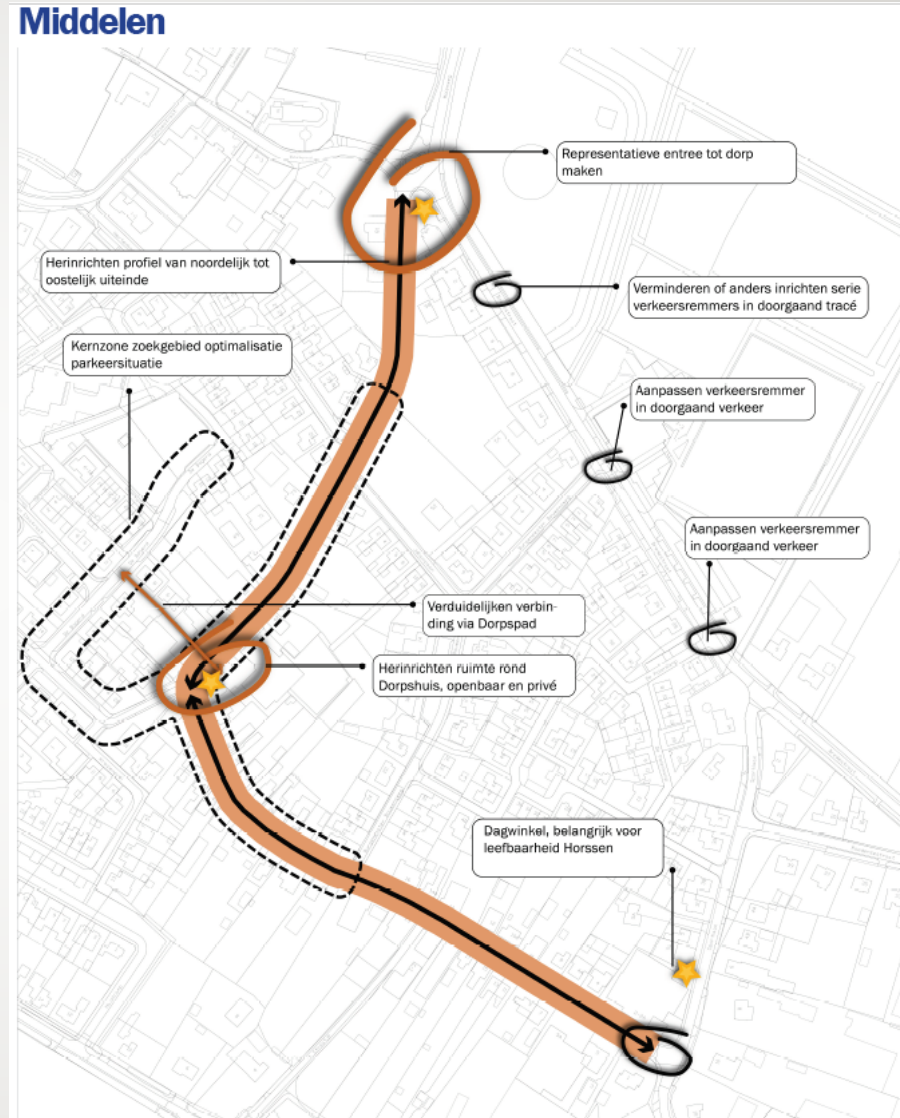 Middelen
Representatieve entree tot dorp
maken
Herinrichten profiel van noordelijk tot
oostelijk uiteinde
Verminderen of anders inrichten serie
verkeersremmers in doorgaand tracé
Kernzone zoekgebied optimalisatie
parkeersituatie
Aanpassen verkeersremmer
in doorgaand verkeer
Aanpassen verkeersremmer
in doorgaand verkeer
Verduidelijken verbin-
ding via Dorpspad
Herinrichten ruimte rond
Dorpshuis, openbaar en privé
Dagwinkel, belangrijk voor
leefbaarheid Horssen